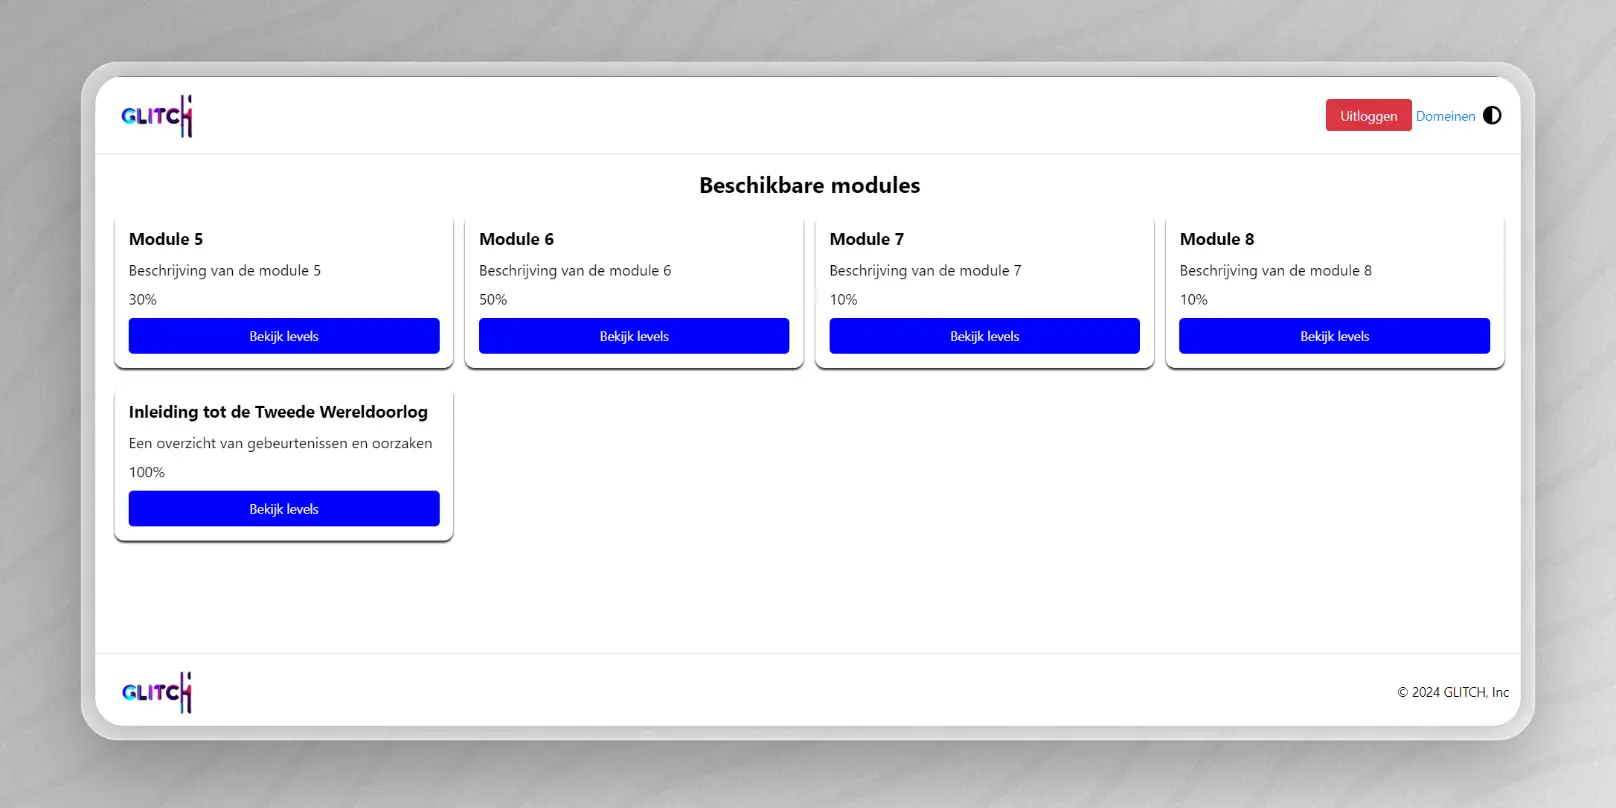 GLITCH
Uitloggen Domeinen
Beschikbare modules
Module 5
Beschrijving van de module 5
30%
Bekijk levels
Module 6
Beschrijving van de module 6
50%
Bekijk levels
Module 7
Beschrijving van de module 7
10%
Bekijk levels
Module 8
Beschrijving van de module 8
10%
Bekijk levels
Inleiding tot de Tweede Wereldoorlog
Een overzicht van gebeurtenissen en oorzaken
100%
Bekijk levels
GLITCH
© 2024 GLITCH, Inc